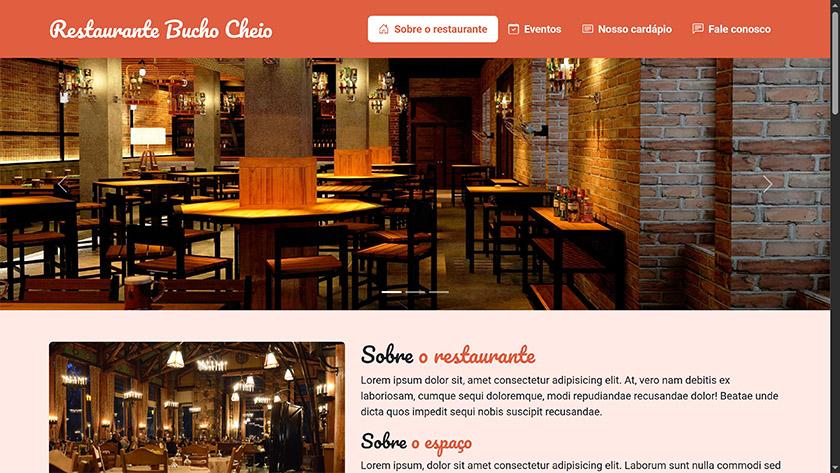 Restaurante Bucho Cheio
Sobre o restaurante
Eventos
Nosso cardápio
Fale conosco
Sobre o restaurante
Lorem ipsum dolor sit, amet consectetur adipisicing elit. At, vero nam debitis ex
laboriosam, cumque sequi doloremque, modi repudiandae recusandae dolor! Beatae unde
dicta quos impedit sequi nobis suscipit recusandae.
Sobre o espaço
Lorem ipsum, dolor sit amet consectetur adipisicing elit. Laborum sunt nulla commodi sed